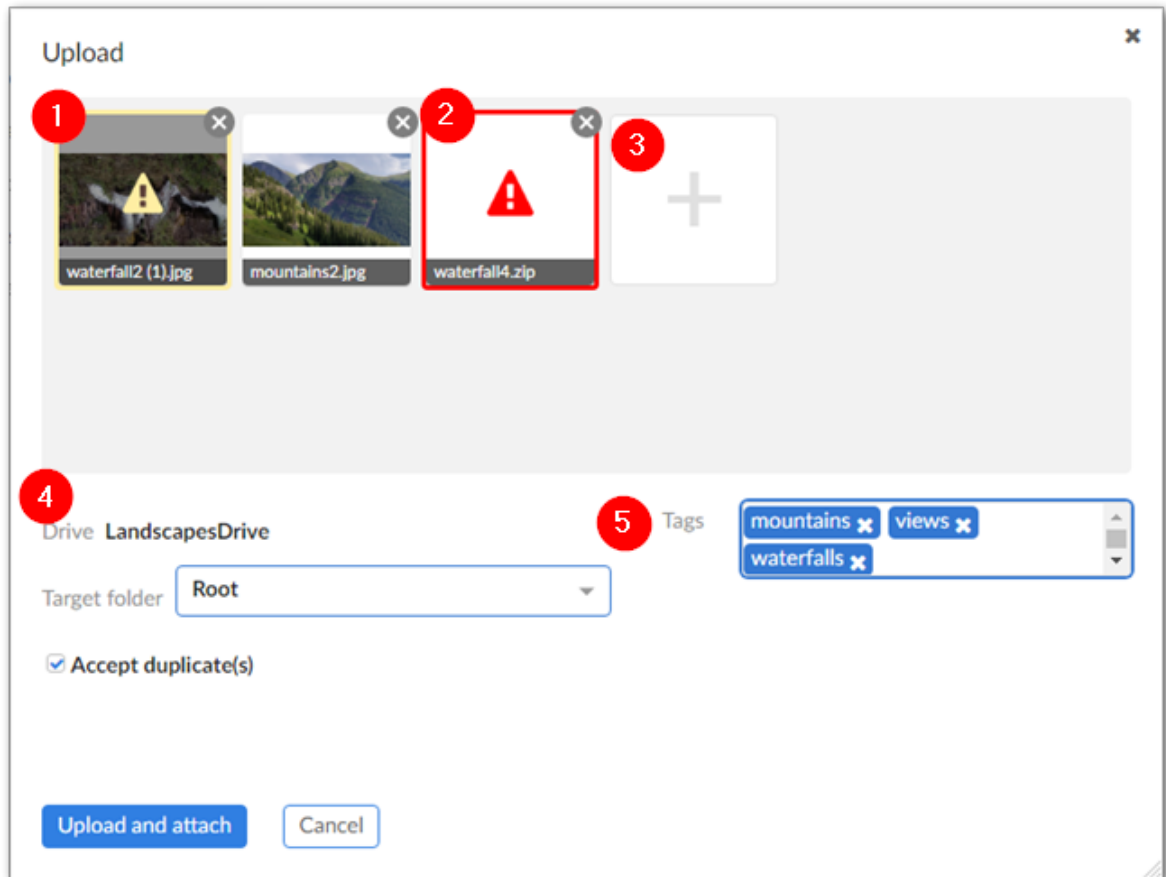 Upload
1
2
3
waterfall2 (1).jpg
mountains2.jpg
waterfall4.zip
4
Drive LandscapesDrive
5
Tags
mountains
views
waterfalls
Target folder
Root
Accept duplicate(s)
Upload and attach
Cancel